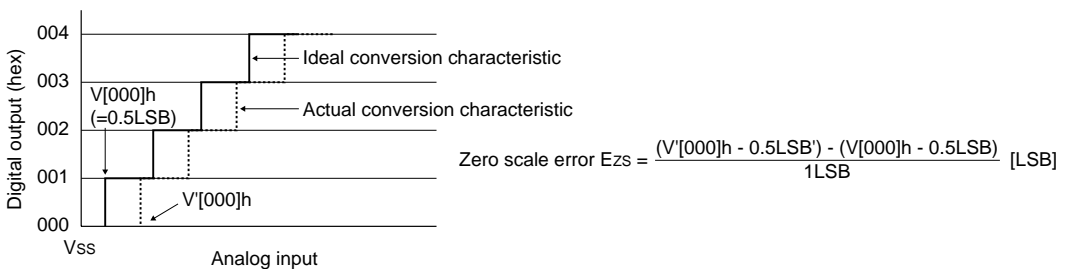 004
Ideal conversion characteristic
003
V[000]h
(=0.5LSB)
Actual conversion characteristic
002
Zero scale error EZS = (V'[000]h - 0.5LSB') - (V[000]h - 0.5LSB) [LSB]
1LSB
001
V'[000]h
000
VSS
Analog input
Digital output (hex)